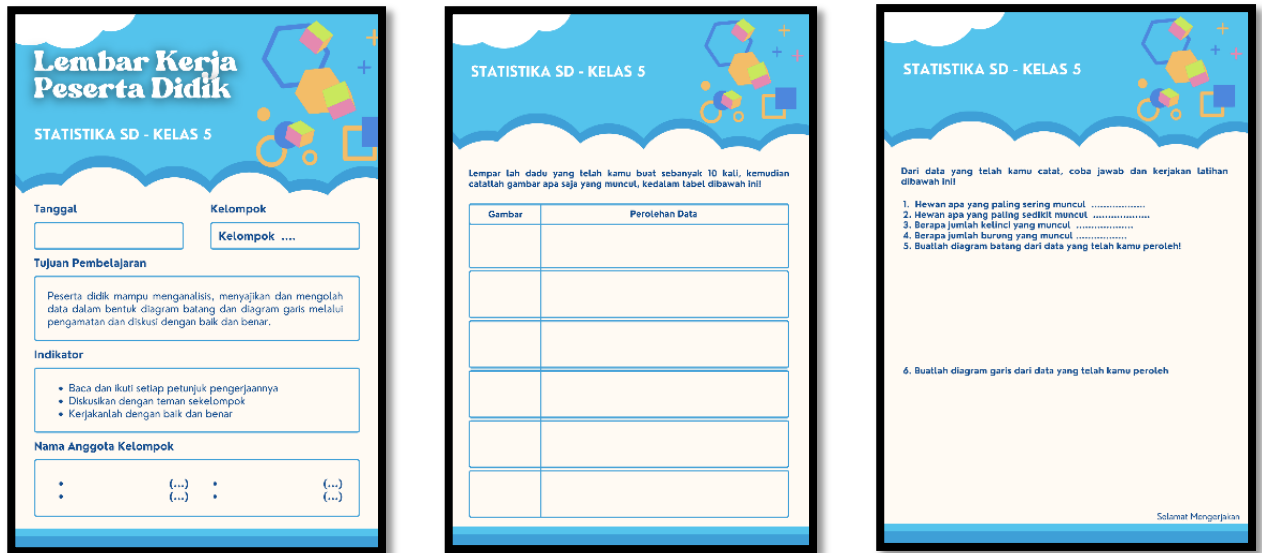 Lembar Kerja
Peserta Didik
STATISTIKA SD - KELAS 5
Tanggal
Kelompok
Kelompok ....
Tujuan Pembelajaran
Peserta didik mampu menganalisis, menyajikan dan mengolah
data dalam bentuk diagram batang dan diagram garis melalui
pengamatan dan diskusi dengan baik dan benar.
Indikator
• Baca dan ikuti setiap petunjuk pengerjaannya
• Diskusikan dengan teman sekelompok
• Kerjakanlah dengan baik dan benar
Nama Anggota Kelompok
• (...) • (...)
• (...) • (...)
STATISTIKA SD - KELAS 5
Lempar lah dadu yang telah kamu buat sebanyak 10 kali, kemudian
catatlah gambar apa saja yang muncul, kedalam tabel dibawah ini!
Gambar
Perolehan Data
STATISTIKA SD - KELAS 5
Dari data yang telah kamu catat, coba jawab dan kerjakan latihan
dibawah ini!
1. Hewan apa yang paling sering muncul ...................
2. Hewan apa yang paling sedikit muncul ...................
3. Berapa jumlah kelinci yang muncul ...................
4. Berapa jumlah burung yang muncul .................
5. Buatlah diagram batang dari data yang telah kamu peroleh!
6. Buatlah diagram garis dari data yang telah kamu peroleh
Selamat Mengerjakan